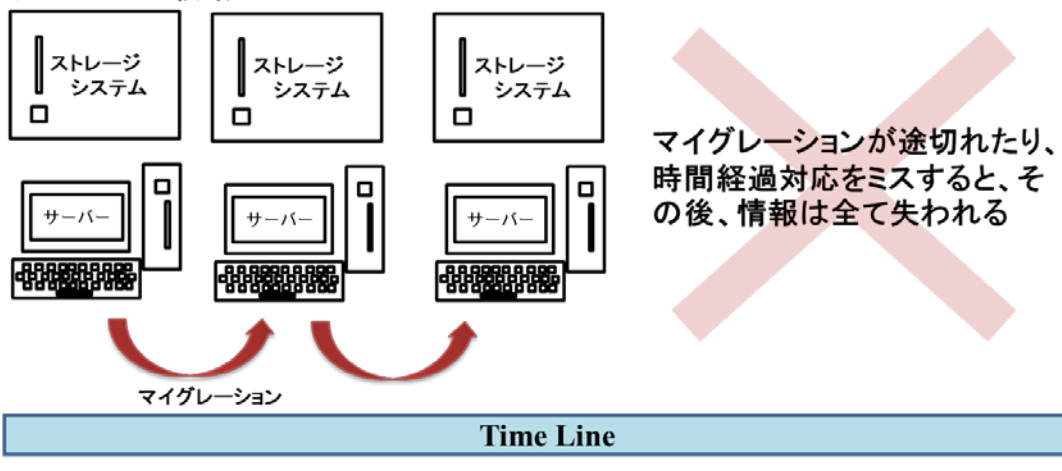 ストレージ
システム
ストレージ
システム
ストレージ
システム
マイグレーションが途切れたり、
時間経過対応をミスすると、そ
の後、情報は全て失われる
サーバー
サーバー
サーバー
マイグレーション
Time Line